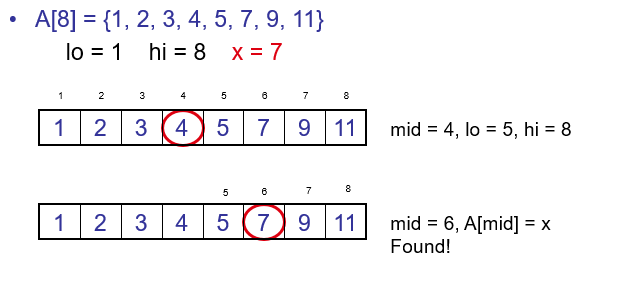 • A[8] = {1, 2, 3, 4, 5, 7, 9, 11}
lo = 1 hi = 8 x = 7
1 2 3 4 5 6 7 8
1 2 3 4 5 7 9 11
mid = 4, lo = 5, hi = 8
5 6 7 8
1 2 3 4 5 7 9 11
mid = 6, A[mid] = x
Found!